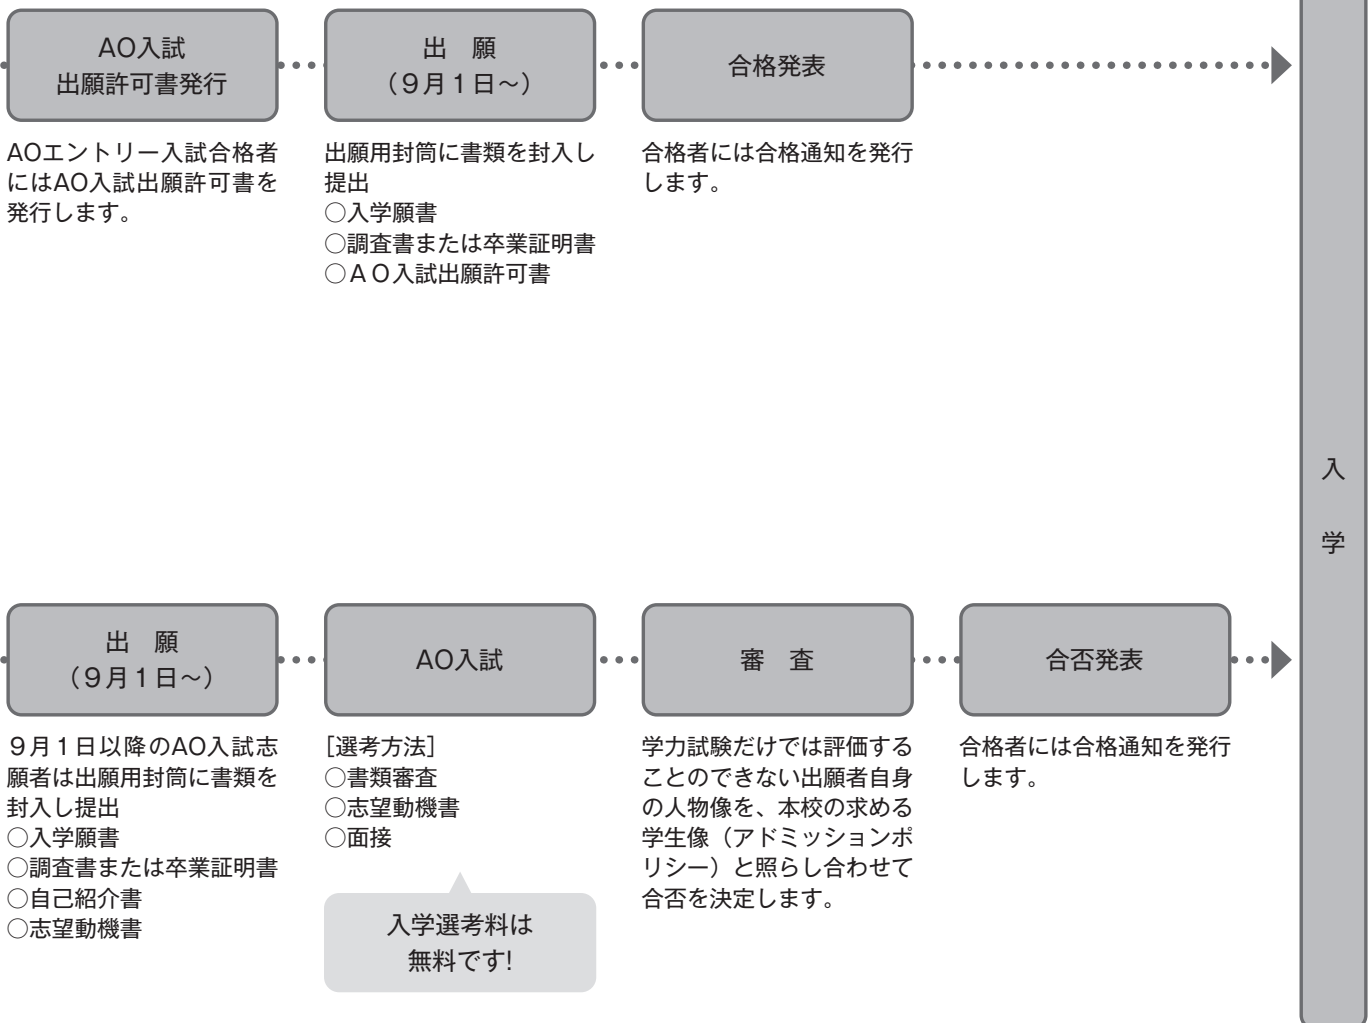 AO入試
出願許可書発行
AOエントリー入試合格者
にはAO入試出願許可書を
発行します。
出　願
（９月１日～）
出願用封筒に書類を封入し
提出
○入学願書
○調査書または卒業証明書
○ＡＯ入試出願許可書
合格発表
合格者には合格通知を発行
します。
出　願
（９月１日～）
９月１日以降のAO入試志
願者は出願用封筒に書類を
封入し提出
○入学願書
○調査書または卒業証明書
○自己紹介書
○志望動機書
AO入試
［選考方法］
○書類審査
○志望動機書
○面接
入学選考料は
無料です!
審　査
学力試験だけでは評価する
ことのできない出願者自身
の人物像を、本校の求める
学生像（アドミッションポ
リシー）と照らし合わせて
合否を決定します。
合否発表
合格者には合格通知を発行
します。
入　学